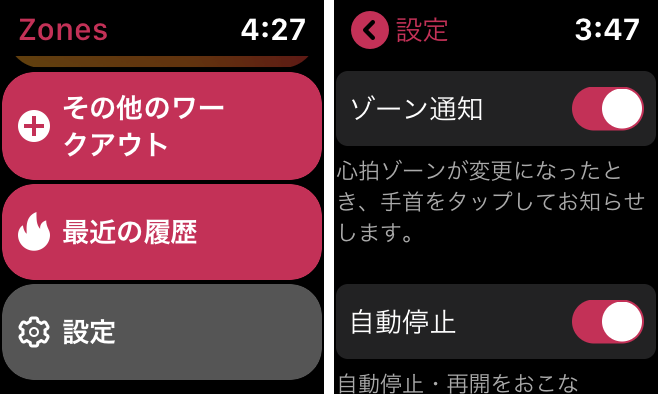 Zones 4:27
その他のワー
クアウト
最近の履歴
設定
設定 3:47
ゾーン通知
心拍ゾーンが変更になったと
き、手首をタップしてお知らせ
します。
自動停止
自動停止・再開をおこな